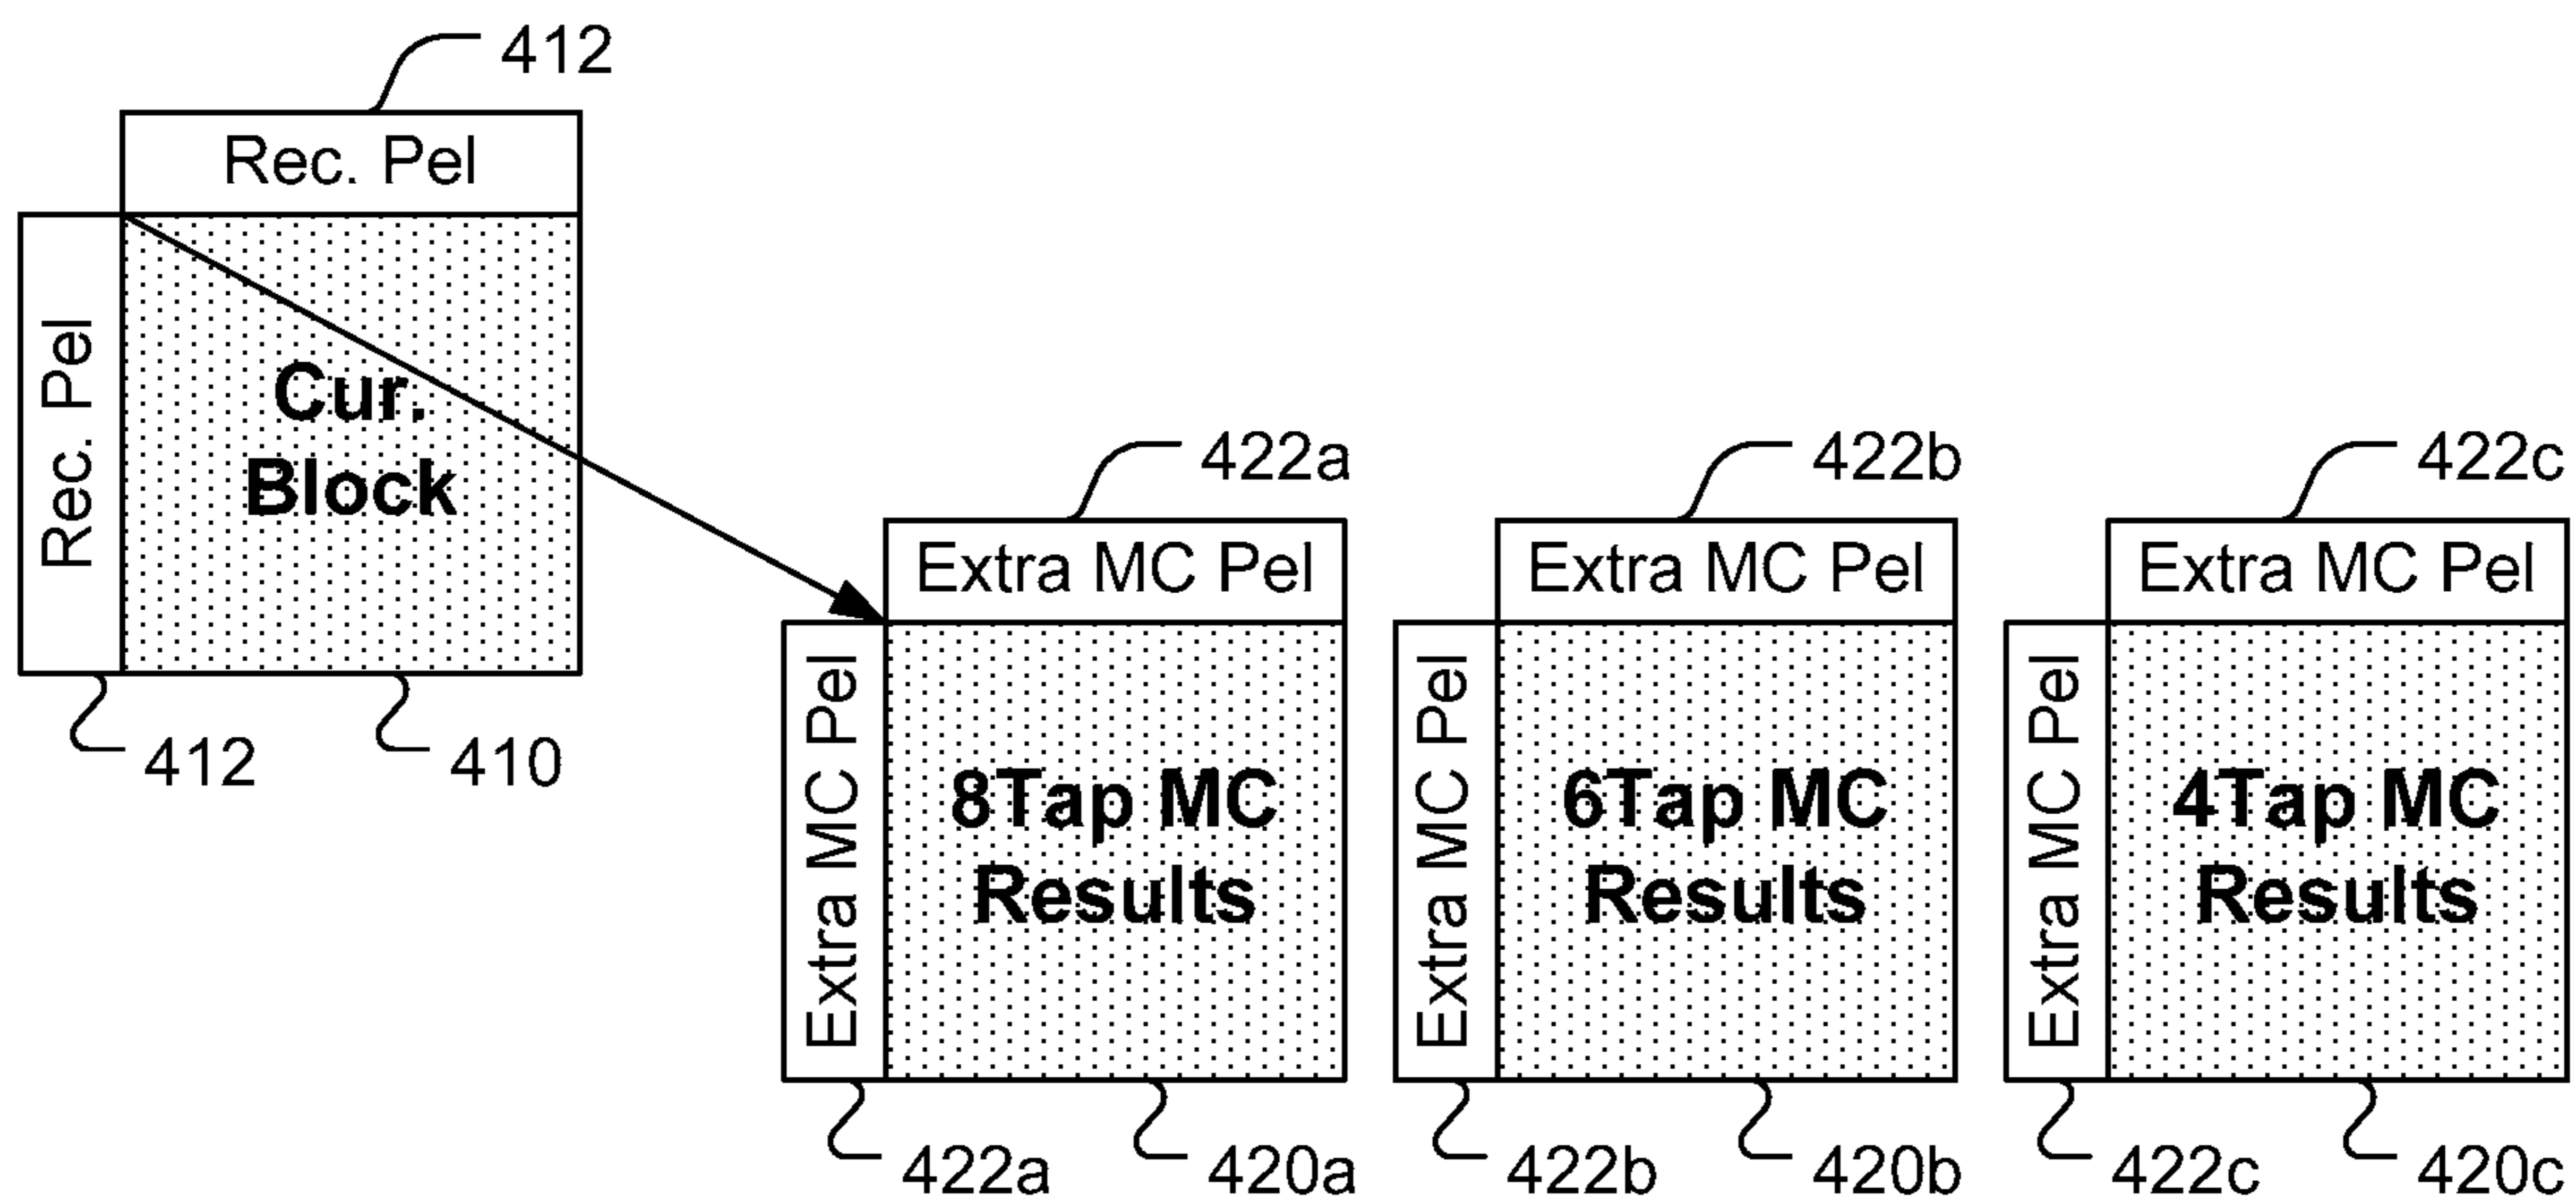 412
Rec. Pel
Rec. Pel
Cur.
Block
412
410
422a
422b
422c
Extra MC Pel
Extra MC Pel
Extra MC Pel
Extra MC Pel
8Tap MC
Results
Extra MC Pel
6Tap MC
Results
Extra MC Pel
4Tap MC
Results
422a
420a
422b
420b
422c
420c